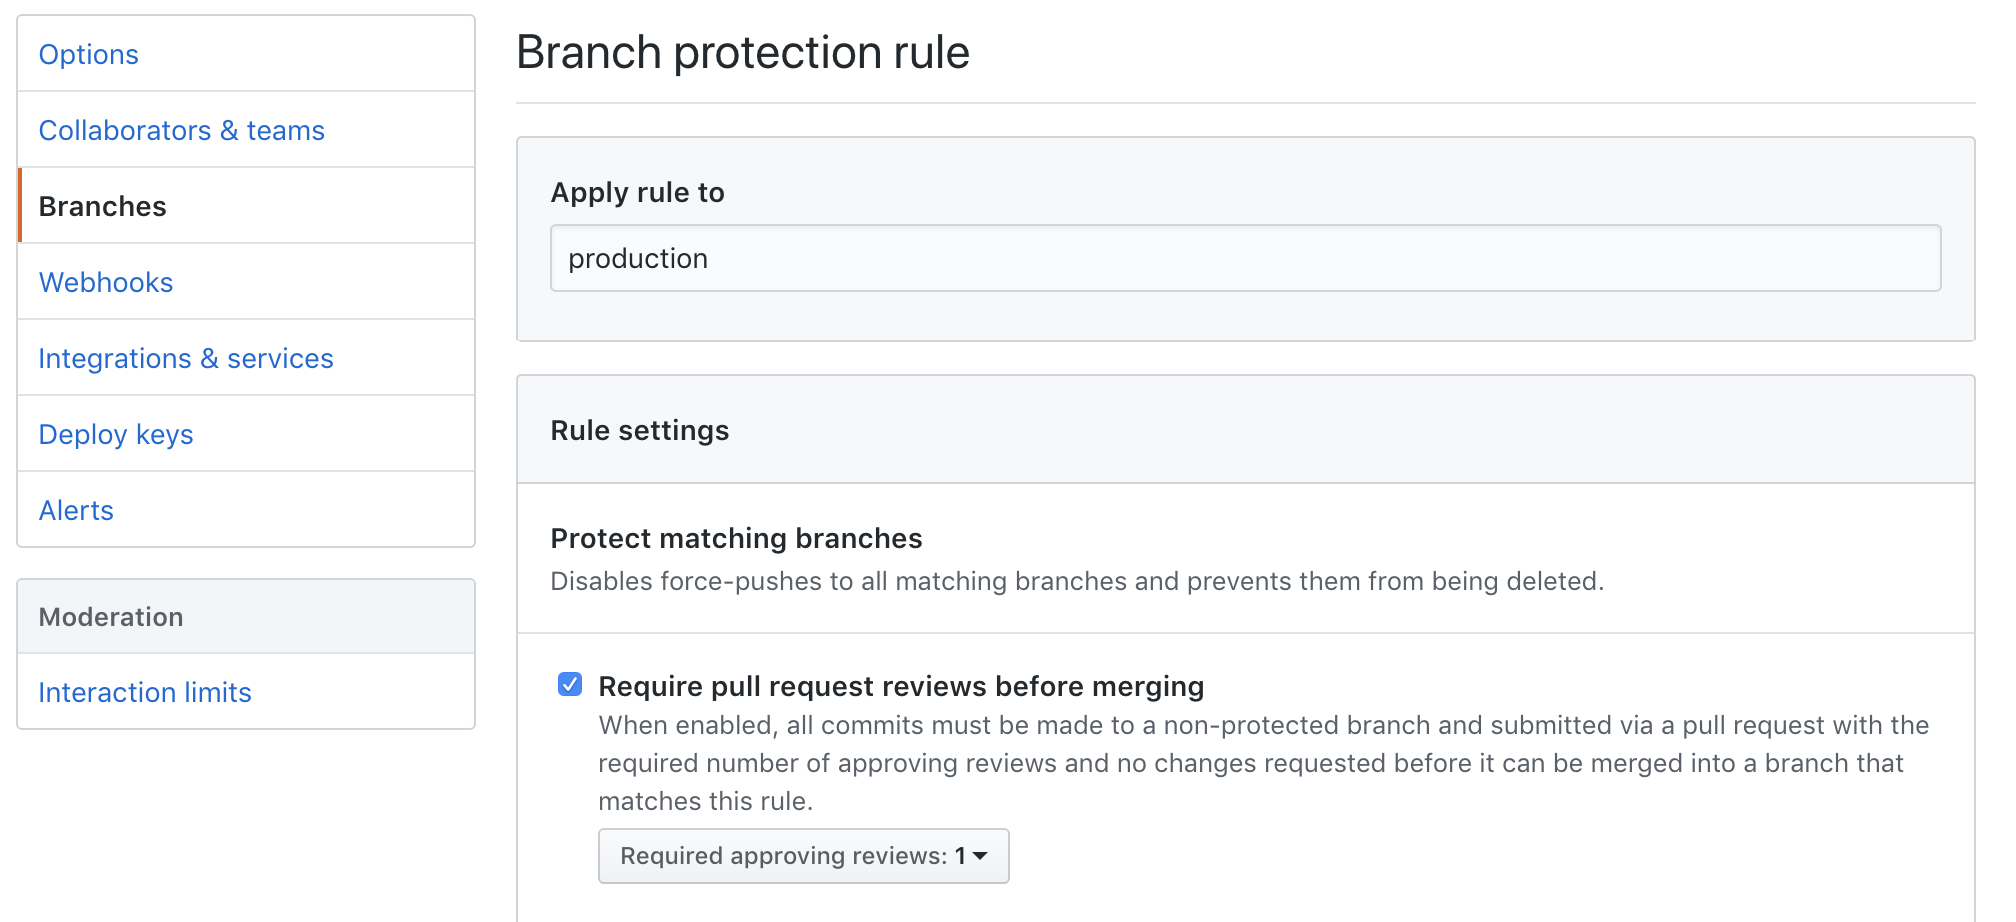 Options
Collaborators & teams
Branches
Webhooks
Integrations & services
Deploy keys
Alerts
Moderation
Interaction limits
Branch protection rule
Apply rule to
production
Rule settings
Protect matching branches
Disables force-pushes to all matching branches and prevents them from being deleted.
Require pull request reviews before merging
When enabled, all commits must be made to a non-protected branch and submitted via a pull request with the
required number of approving reviews and no changes requested before it can be merged into a branch that
matches this rule.
Required approving reviews: 1